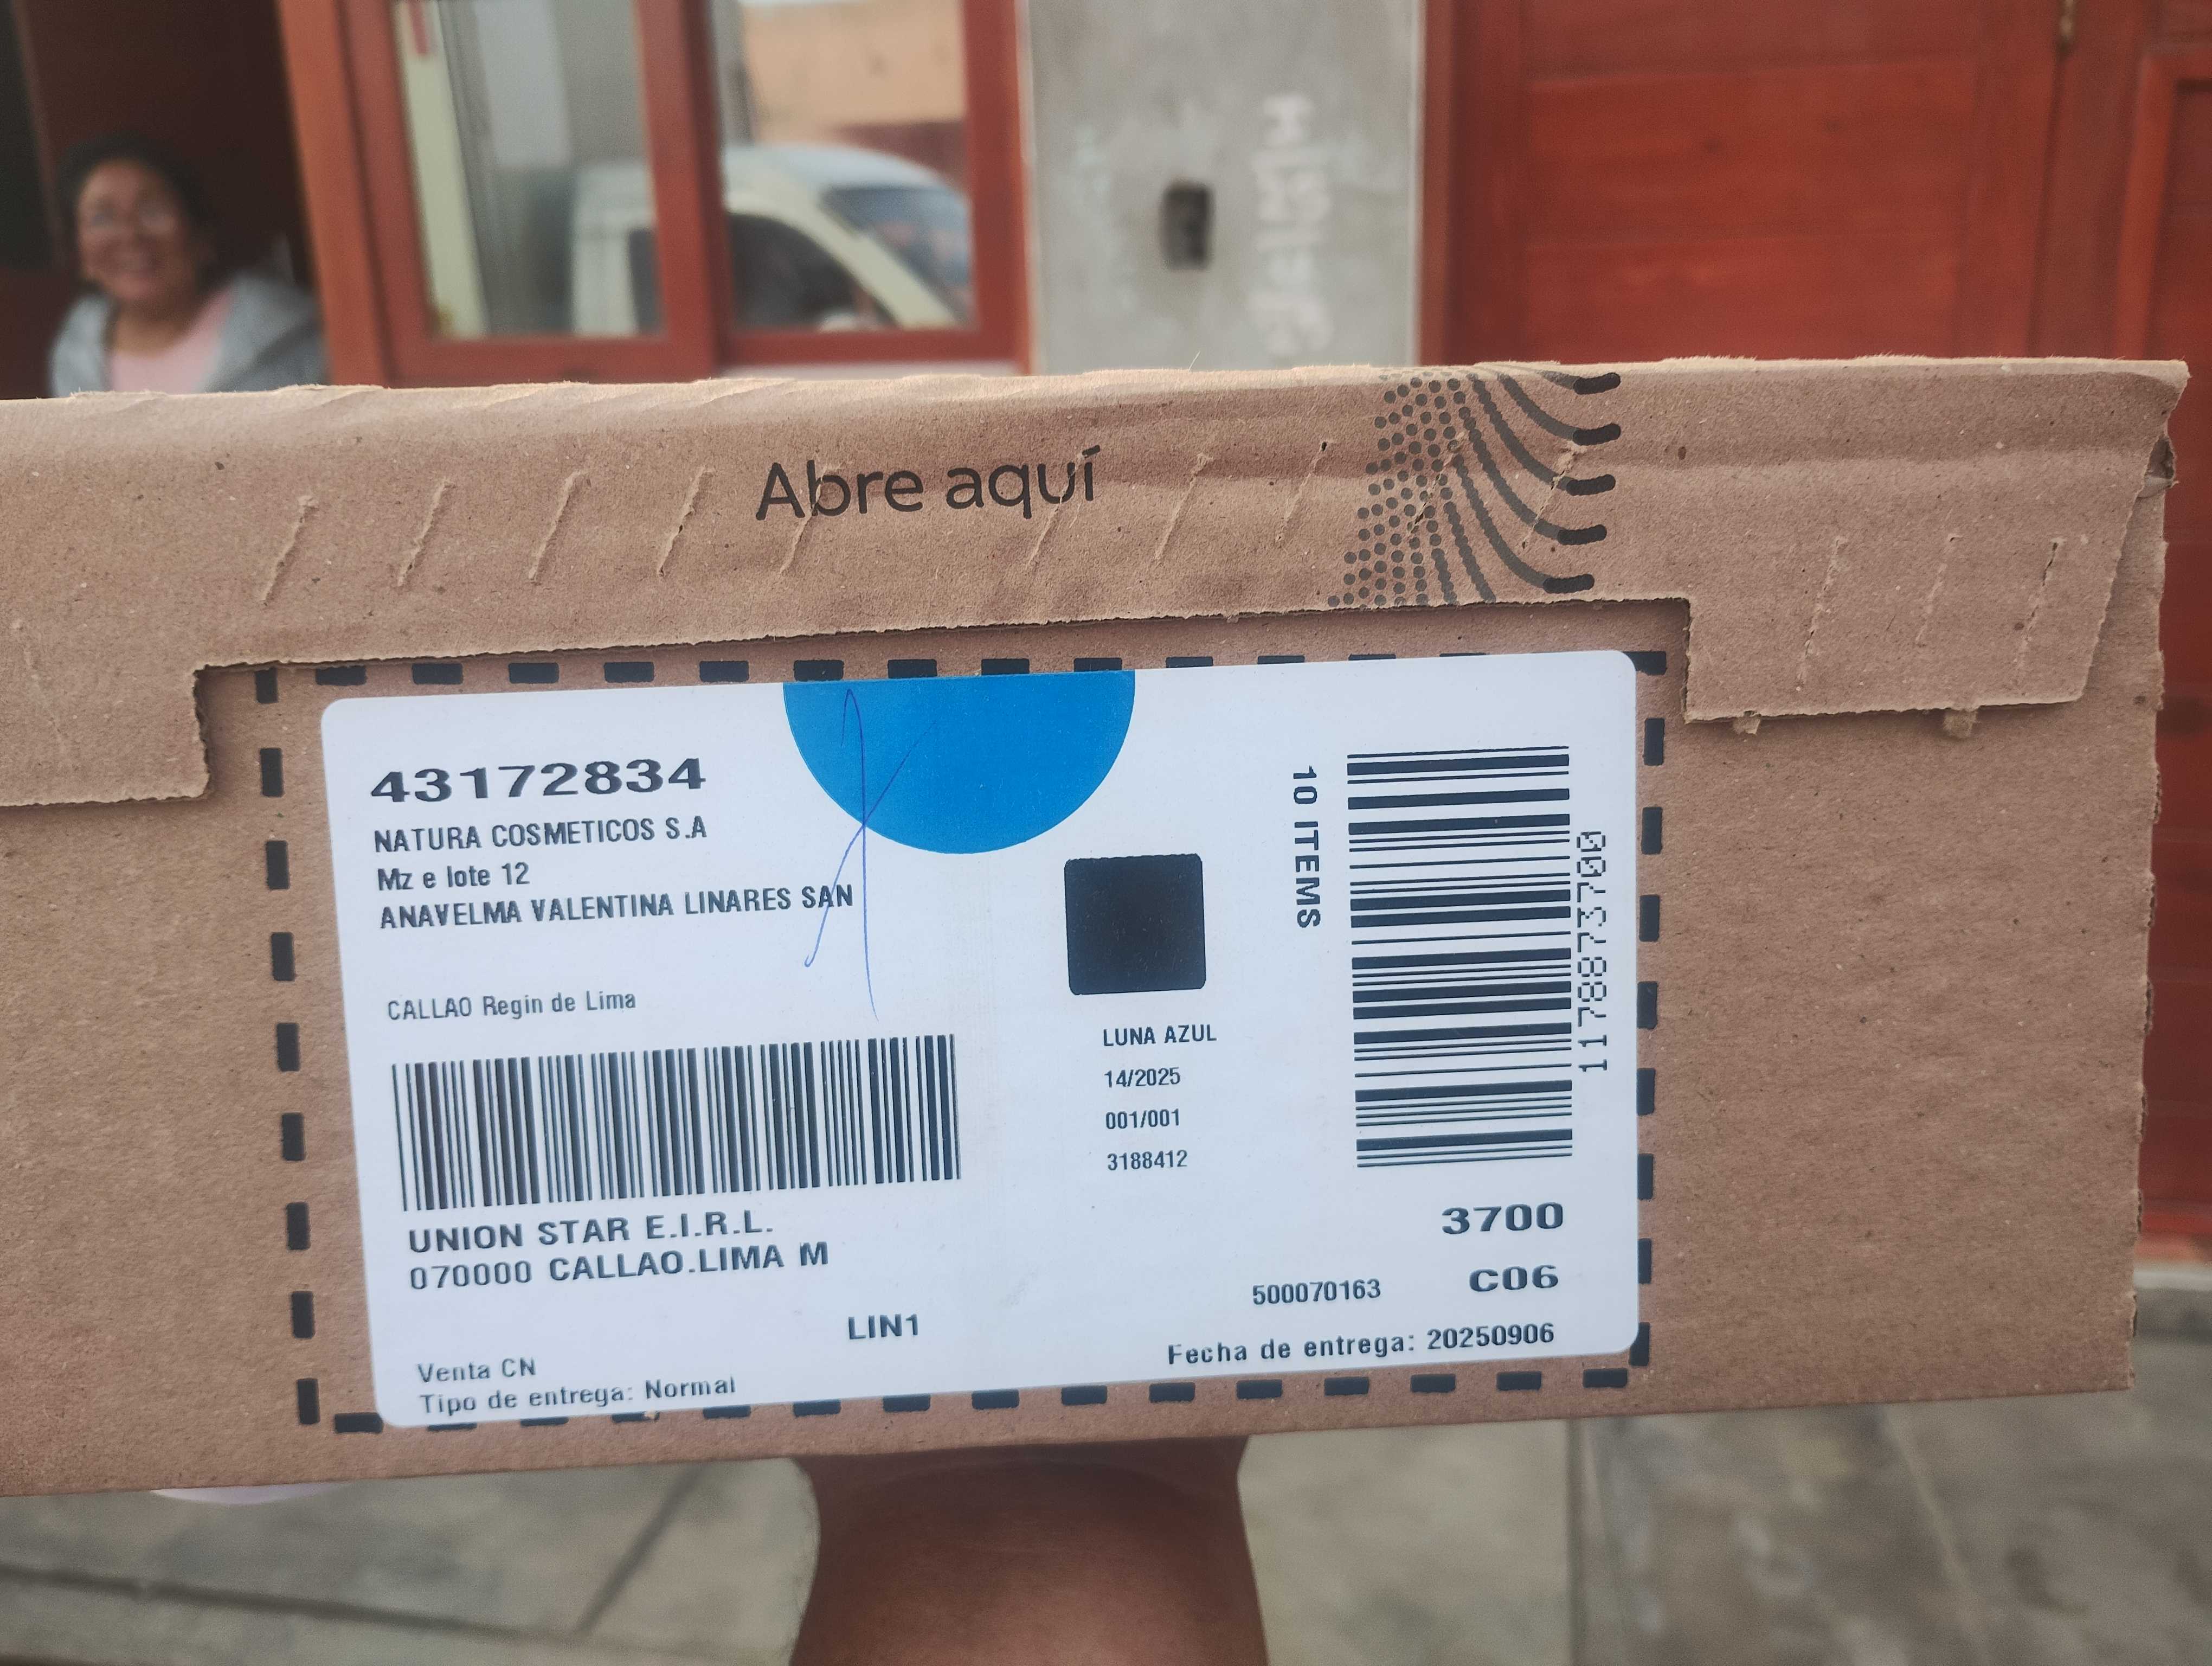 Abre aquí
43172834
NATURA COSMETICOS S.A
Mz e lote 12
ANAVELMA VALENTINA LINARES SAN
CALLAO Regin de Lima
UNION STAR E.I.R.L.
070000 CALLAO.LIMA M
LIN1
Venta CN
Tipo de entrega: Normal
LUNA AZUL
14/2025
001/001
3188412
10 ITEMS
1178873700
3700
C06
500070163
Fecha de entrega: 20250906